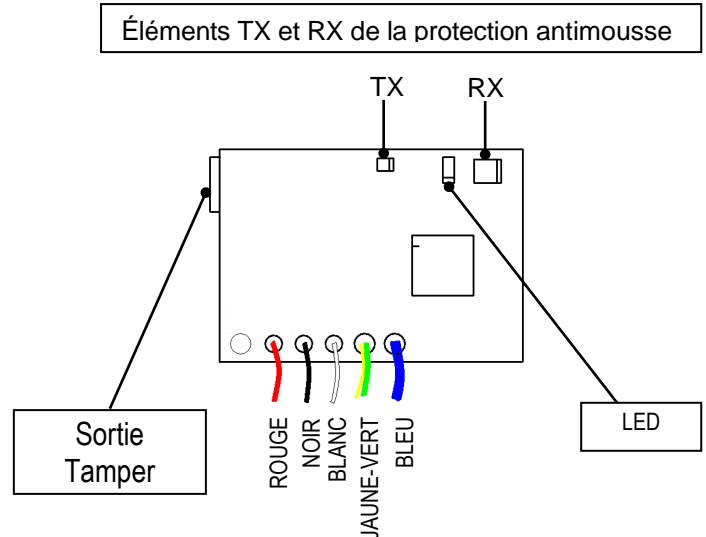 Éléments TX et RX de la protection antimousse
TX
RX
Sortie
Tamper
ROUGE
NOIR
BLANC
JAUNE-VERT
BLEU
LED